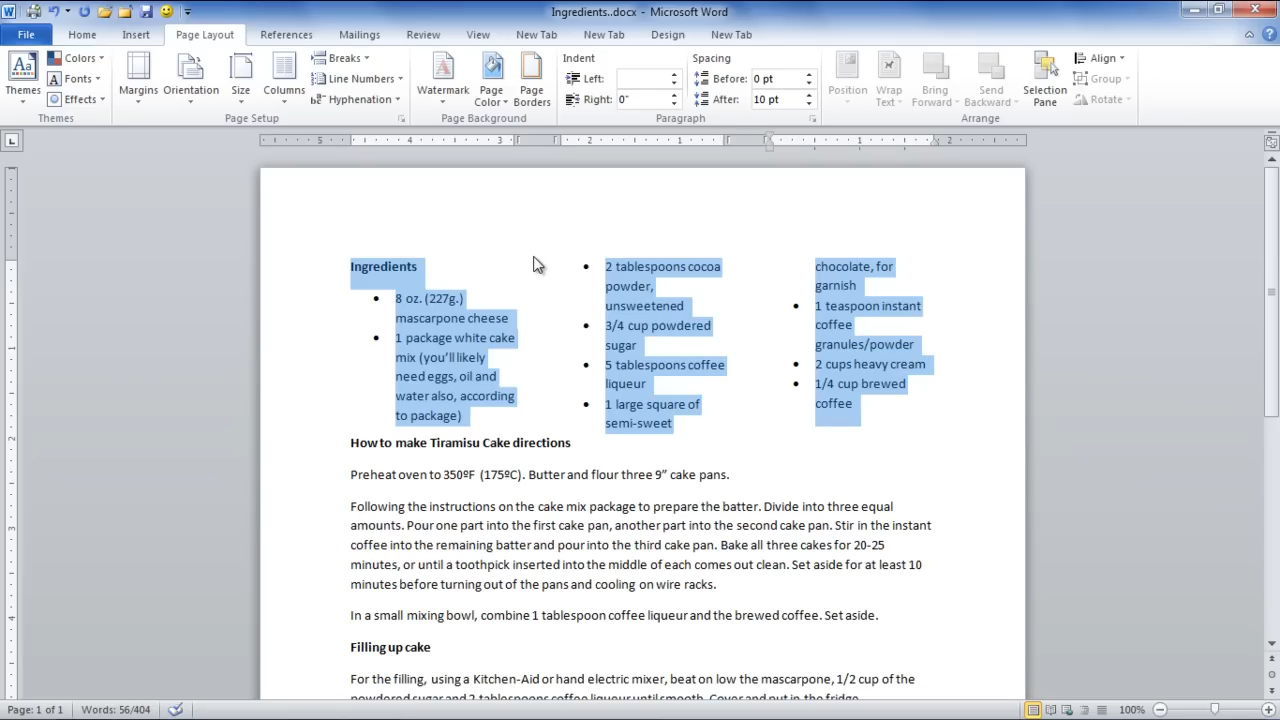 Ingredients..docx - Microsoft Word
File Home Insert Page Layout References Mailings Review View New Tab New Tab Design New Tab
Themes
Colors
Fonts
Effects
Themes
Margins
Orientation
Size
Columns
Breaks
Line Numbers
Hyphenation
Page Setup
Watermark
Page Color
Page Borders
Page Background
Indent
Left:
Right: 0"
Spacing
Before: 0 pt
After: 10 pt
Paragraph
Position
Wrap Text
Bring Forward
Send Backward
Selection Pane
Align
Group
Rotate
Arrange
5 4 3 2 1 1 2
Ingredients
• 8 oz. (227g.)
mascarpone cheese
• 1 package white cake
mix (you'll likely
need eggs, oil and
water also, according
to package)
• 2 tablespoons cocoa
powder,
unsweetened
• 3/4 cup powdered
sugar
• 5 tablespoons coffee
liqueur
• 1 large square of
semi-sweet
chocolate, for
garnish
• 1 teaspoon instant
coffee
granules/powder
• 2 cups heavy cream
• 1/4 cup brewed
coffee
How to make Tiramisu Cake directions
Preheat oven to 350ºF (175ºC). Butter and flour three 9” cake pans.
Following the instructions on the cake mix package to prepare the batter. Divide into three equal
amounts. Pour one part into the first cake pan, another part into the second cake pan. Stir in the instant
coffee into the remaining batter and pour into the third cake pan. Bake all three cakes for 20-25
minutes, or until a toothpick inserted into the middle of each comes out clean. Set aside for at least 10
minutes before turning out of the pans and cooling on wire racks.
In a small mixing bowl, combine 1 tablespoon coffee liqueur and the brewed coffee. Set aside.
Filling up cake
For the filling, using a Kitchen-Aid or hand electric mixer, beat on low the mascarpone, 1/2 cup of the
powdered sugar and 2 tablespoons coffee liqueur until smooth. Cover and put in the fridge.
1
2
3
4
Page: 1 of 1 Words: 56/404 100%